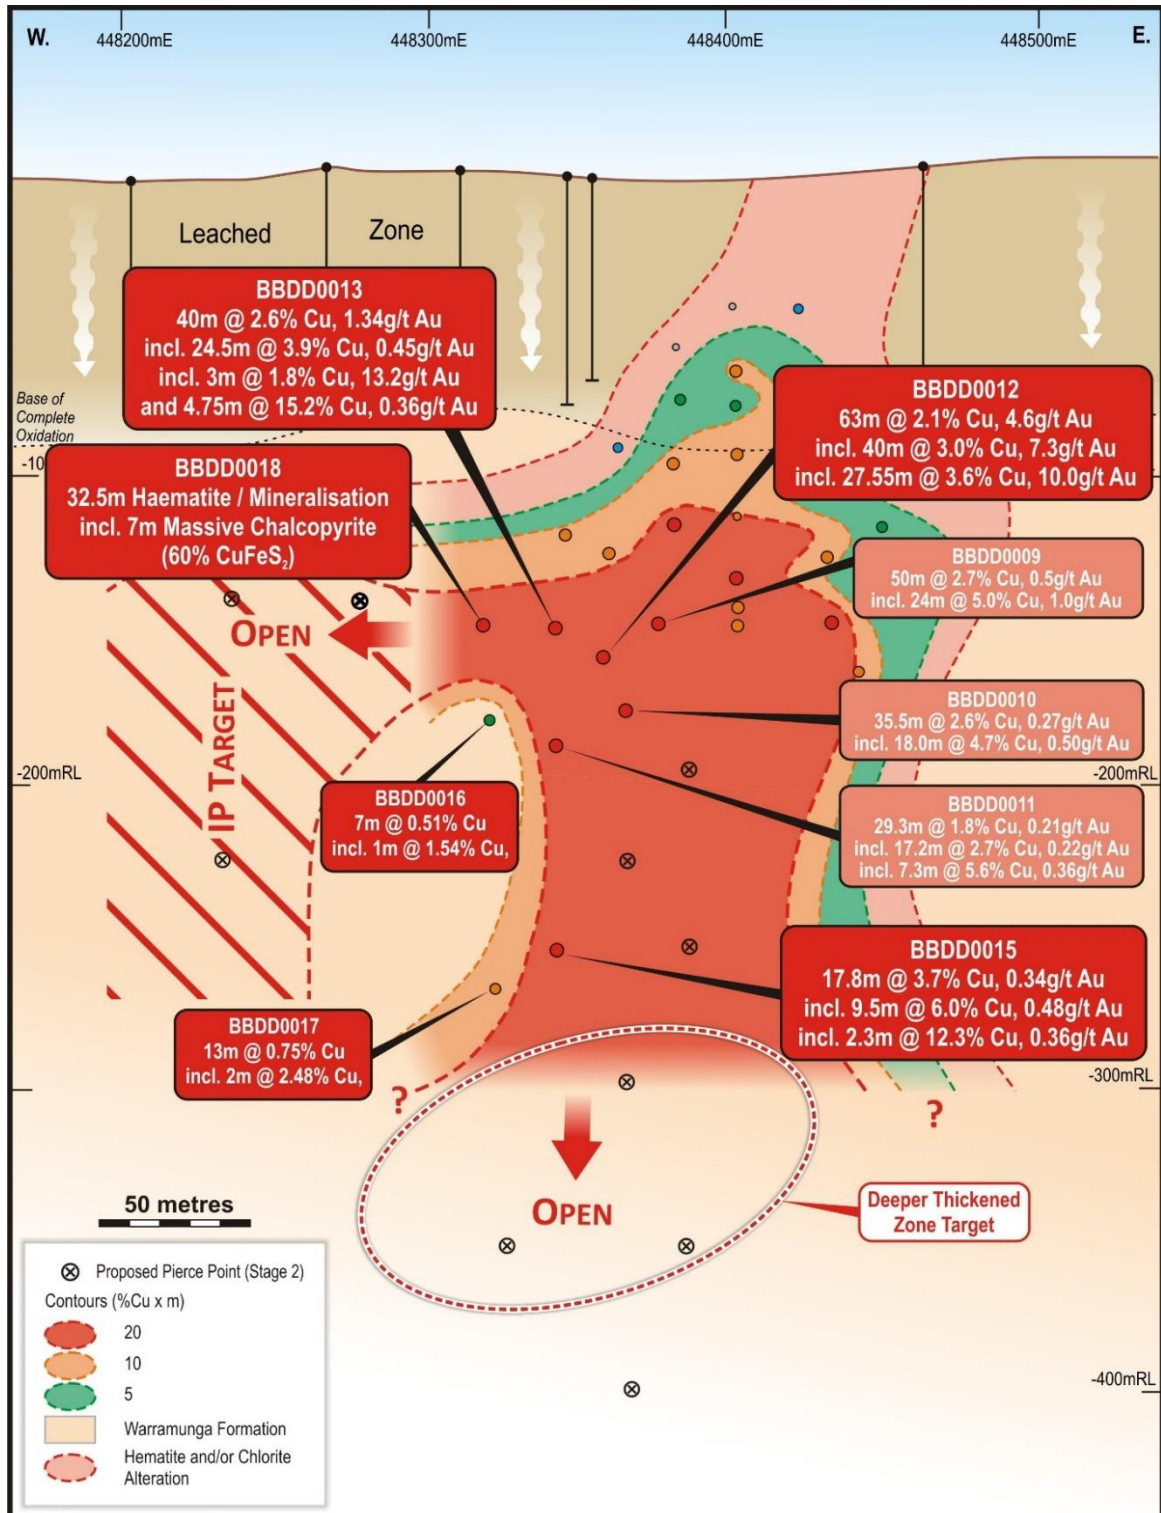 W.
448200mE
448300mE
448400mE
448500mE
E.
Leached Zone
BBDD0013
40m @ 2.6% Cu, 1.34g/t Au
incl. 24.5m @ 3.9% Cu, 0.45g/t Au
incl. 3m @ 1.8% Cu, 13.2g/t Au
and 4.75m @ 15.2% Cu, 0.36g/t Au
BBDD0012
63m @ 2.1% Cu, 4.6g/t Au
incl. 40m @ 3.0% Cu, 7.3g/t Au
incl. 27.55m @ 3.6% Cu, 10.0g/t Au
Base of
Complete
Oxidation
-10
BBDD0018
32.5m Haematite / Mineralisation
incl. 7m Massive Chalcopyrite
(60% CuFeS₂)
BBDD0009
50m @ 2.7% Cu, 0.5g/t Au
incl. 24m @ 5.0% Cu, 1.0g/t Au
OPEN
IP TARGET
BBDD0010
35.5m @ 2.6% Cu, 0.27g/t Au
incl. 18.0m @ 4.7% Cu, 0.50g/t Au
-200mRL
-200mRL
BBDD0016
7m @ 0.51% Cu
incl. 1m @ 1.54% Cu,
BBDD0011
29.3m @ 1.8% Cu, 0.21g/t Au
incl. 17.2m @ 2.7% Cu, 0.22g/t Au
incl. 7.3m @ 5.6% Cu, 0.36g/t Au
BBDD0015
17.8m @ 3.7% Cu, 0.34g/t Au
incl. 9.5m @ 6.0% Cu, 0.48g/t Au
incl. 2.3m @ 12.3% Cu, 0.36g/t Au
BBDD0017
13m @ 0.75% Cu
incl. 2m @ 2.48% Cu,
-300mRL
?
?
OPEN
Deeper Thickened
Zone Target
50 metres
Proposed Pierce Point (Stage 2)
Contours (%Cu x m)
20
10
5
Warramunga Formation
Hematite and/or Chlorite
Alteration
-400mRL